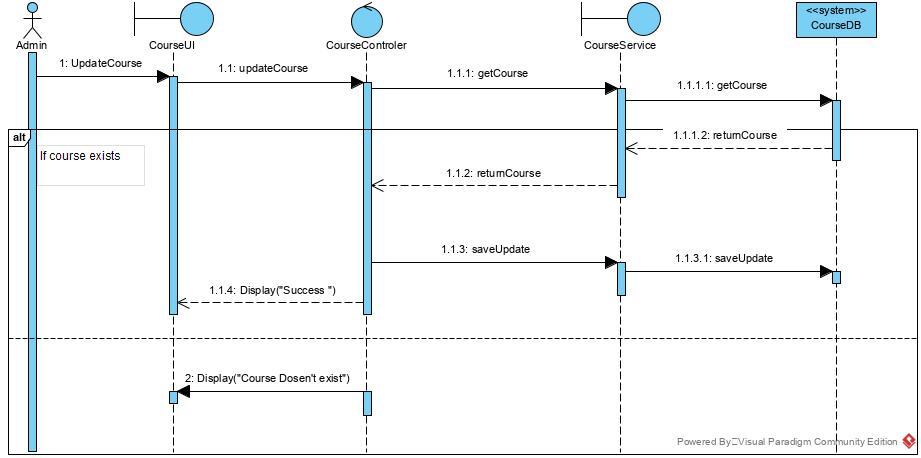 <<system>>
Admin
CourseUI
CourseControler
CourseService
CourseDB
1: UpdateCourse
1.1: updateCourse
1.1.1: getCourse
1.1.1.1: getCourse
alt
If course exists
1.1.1.2: returnCourse
1.1.2: returnCourse
1.1.3: saveUpdate
1.1.3.1: saveUpdate
1.1.4: Display("Success ")
2: Display("Course Dosen't exist")
Powered By Visual Paradigm Community Edition